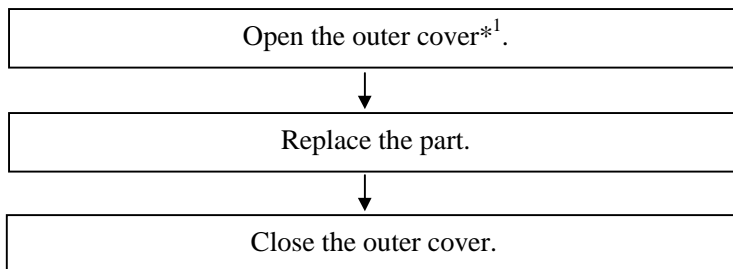 Open the outer cover*1.
Replace the part.
Close the outer cover.